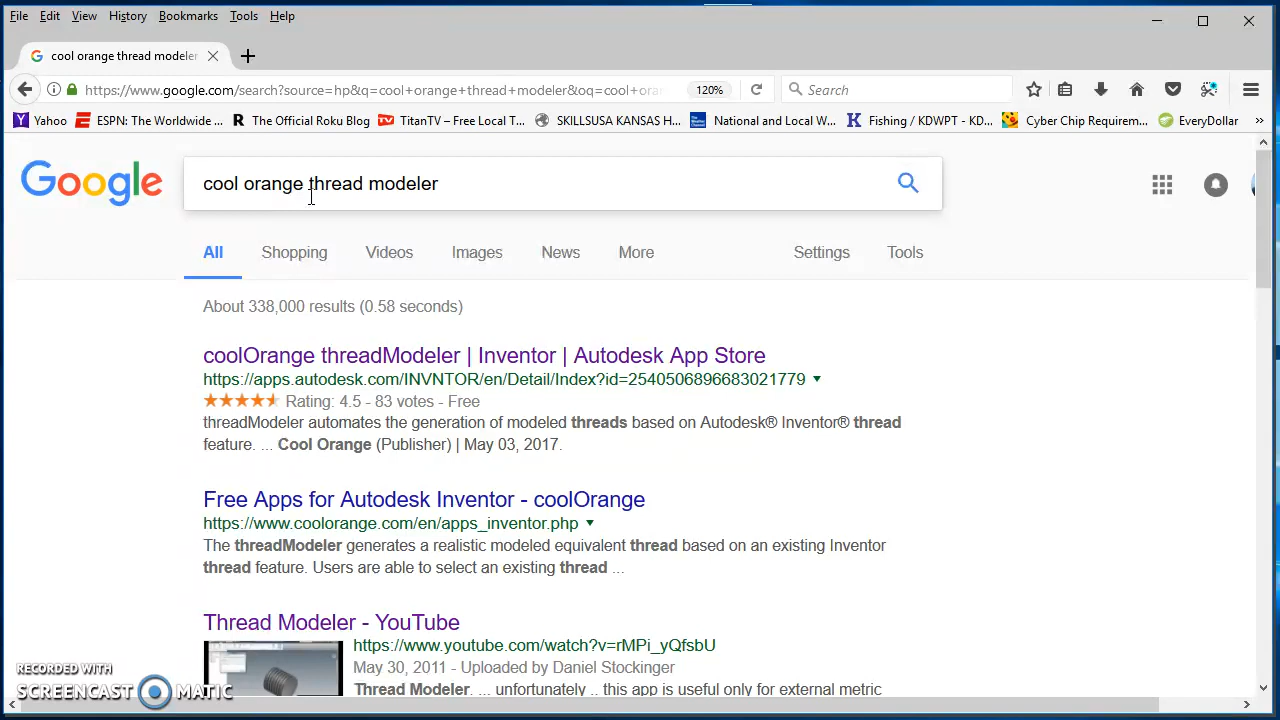 File Edit View History Bookmarks Tools Help
cool orange thread modeler
https://www.google.com/search?source=hp&q=cool+orange+thread+modeler&oq=cool+ora 120% Search
Yahoo ESPN: The Worldwide ... The Official Roku Blog TitanTV – Free Local T... SKILLSUSA KANSAS H... National and Local W... Fishing / KDWPT - KD... Cyber Chip Requirem... EveryDollar »
Google cool orange thread modeler
All Shopping Videos Images News More Settings Tools
About 338,000 results (0.58 seconds)
coolOrange threadModeler | Inventor | Autodesk App Store
https://apps.autodesk.com/INVNTOR/en/Detail/Index?id=2540506896683021779
Rating: 4.5 - 83 votes - Free
threadModeler automates the generation of modeled threads based on Autodesk® Inventor® thread
feature. ... Cool Orange (Publisher) | May 03, 2017.
Free Apps for Autodesk Inventor - coolOrange
https://www.coolorange.com/en/apps_inventor.php
The threadModeler generates a realistic modeled equivalent thread based on an existing Inventor
thread feature. Users are able to select an existing thread ...
Thread Modeler - YouTube
https://www.youtube.com/watch?v=rMPi_yQfsbU
May 30, 2011 - Uploaded by Daniel Stockinger
Thread Modeler. ... unfortunately .. this app is useful only for external metric
RECORDED WITH
SCREENCAST MATIC